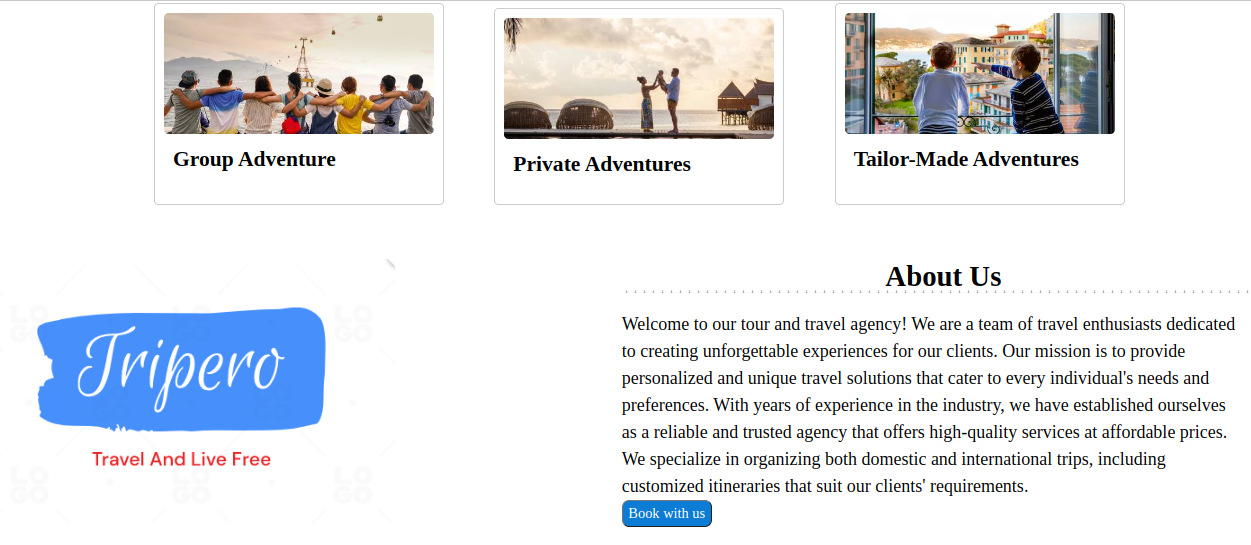 Group Adventure
Private Adventures
Tailor-Made Adventures
Tripero
Travel And Live Free
About Us
Welcome to our tour and travel agency! We are a team of travel enthusiasts dedicated
to creating unforgettable experiences for our clients. Our mission is to provide
personalized and unique travel solutions that cater to every individual's needs and
preferences. With years of experience in the industry, we have established ourselves
as a reliable and trusted agency that offers high-quality services at affordable prices.
We specialize in organizing both domestic and international trips, including
customized itineraries that suit our clients' requirements.
Book with us